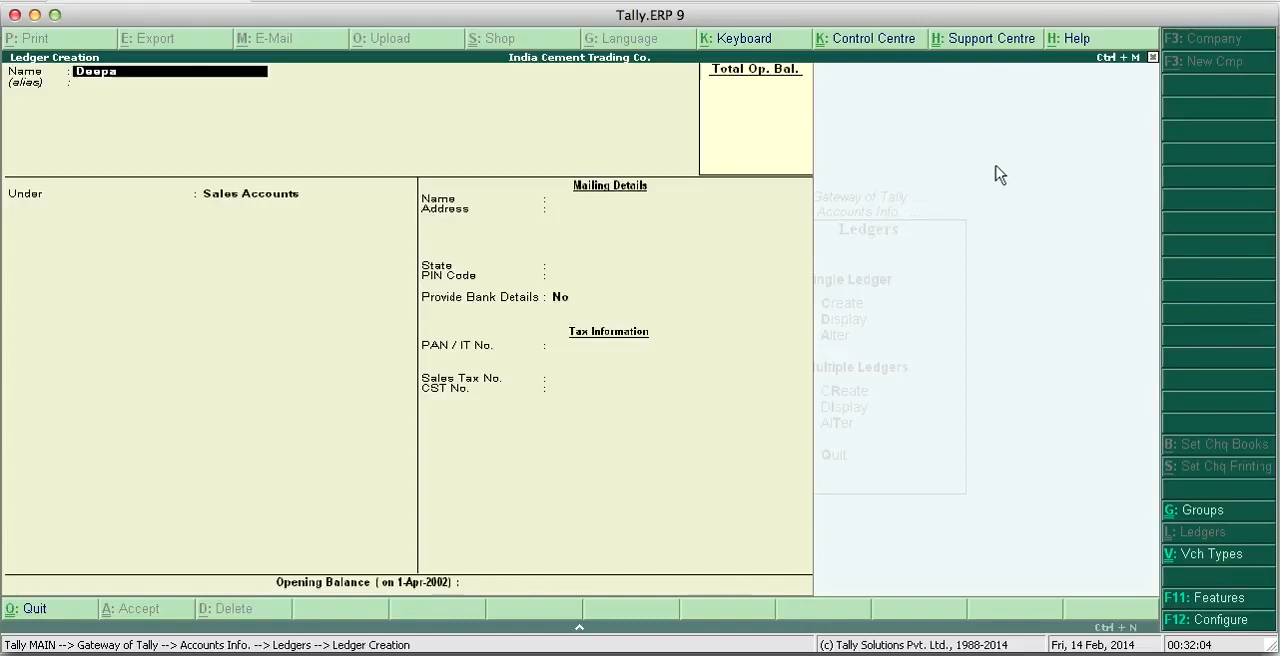 Tally.ERP 9
P: Print E: Export M: E-Mail O: Upload S: Shop G: Language K: Keyboard K: Control Centre H: Support Centre H: Help
F3: Company
F3: New Cmp
Ledger Creation India Cement Trading Co. Ctrl + M
Name : Deepa
(alias) :
Total Op. Bal.
Under : Sales Accounts
Mailing Details
Name :
Address :
State :
PIN Code :
Provide Bank Details : No
Tax Information
PAN / IT No. :
Sales Tax No. :
CST No. :
Gateway of Tally ...
Accounts Info. ...
Ledgers
ingle Ledger
Create
Display
Alter
ultiple Ledgers
CReate
DIsplay
AlTer
Quit
B: Set Chq Books
S: Set Chq Printing
G: Groups
L: Ledgers
V: Vch Types
F11: Features
F12: Configure
Opening Balance ( on 1-Apr-2002) :
Q: Quit A: Accept D: Delete
Ctrl + N
Tally MAIN --> Gateway of Tally --> Accounts Info. --> Ledgers --> Ledger Creation (c) Tally Solutions Pvt. Ltd., 1988-2014 Fri, 14 Feb, 2014 00:32:04